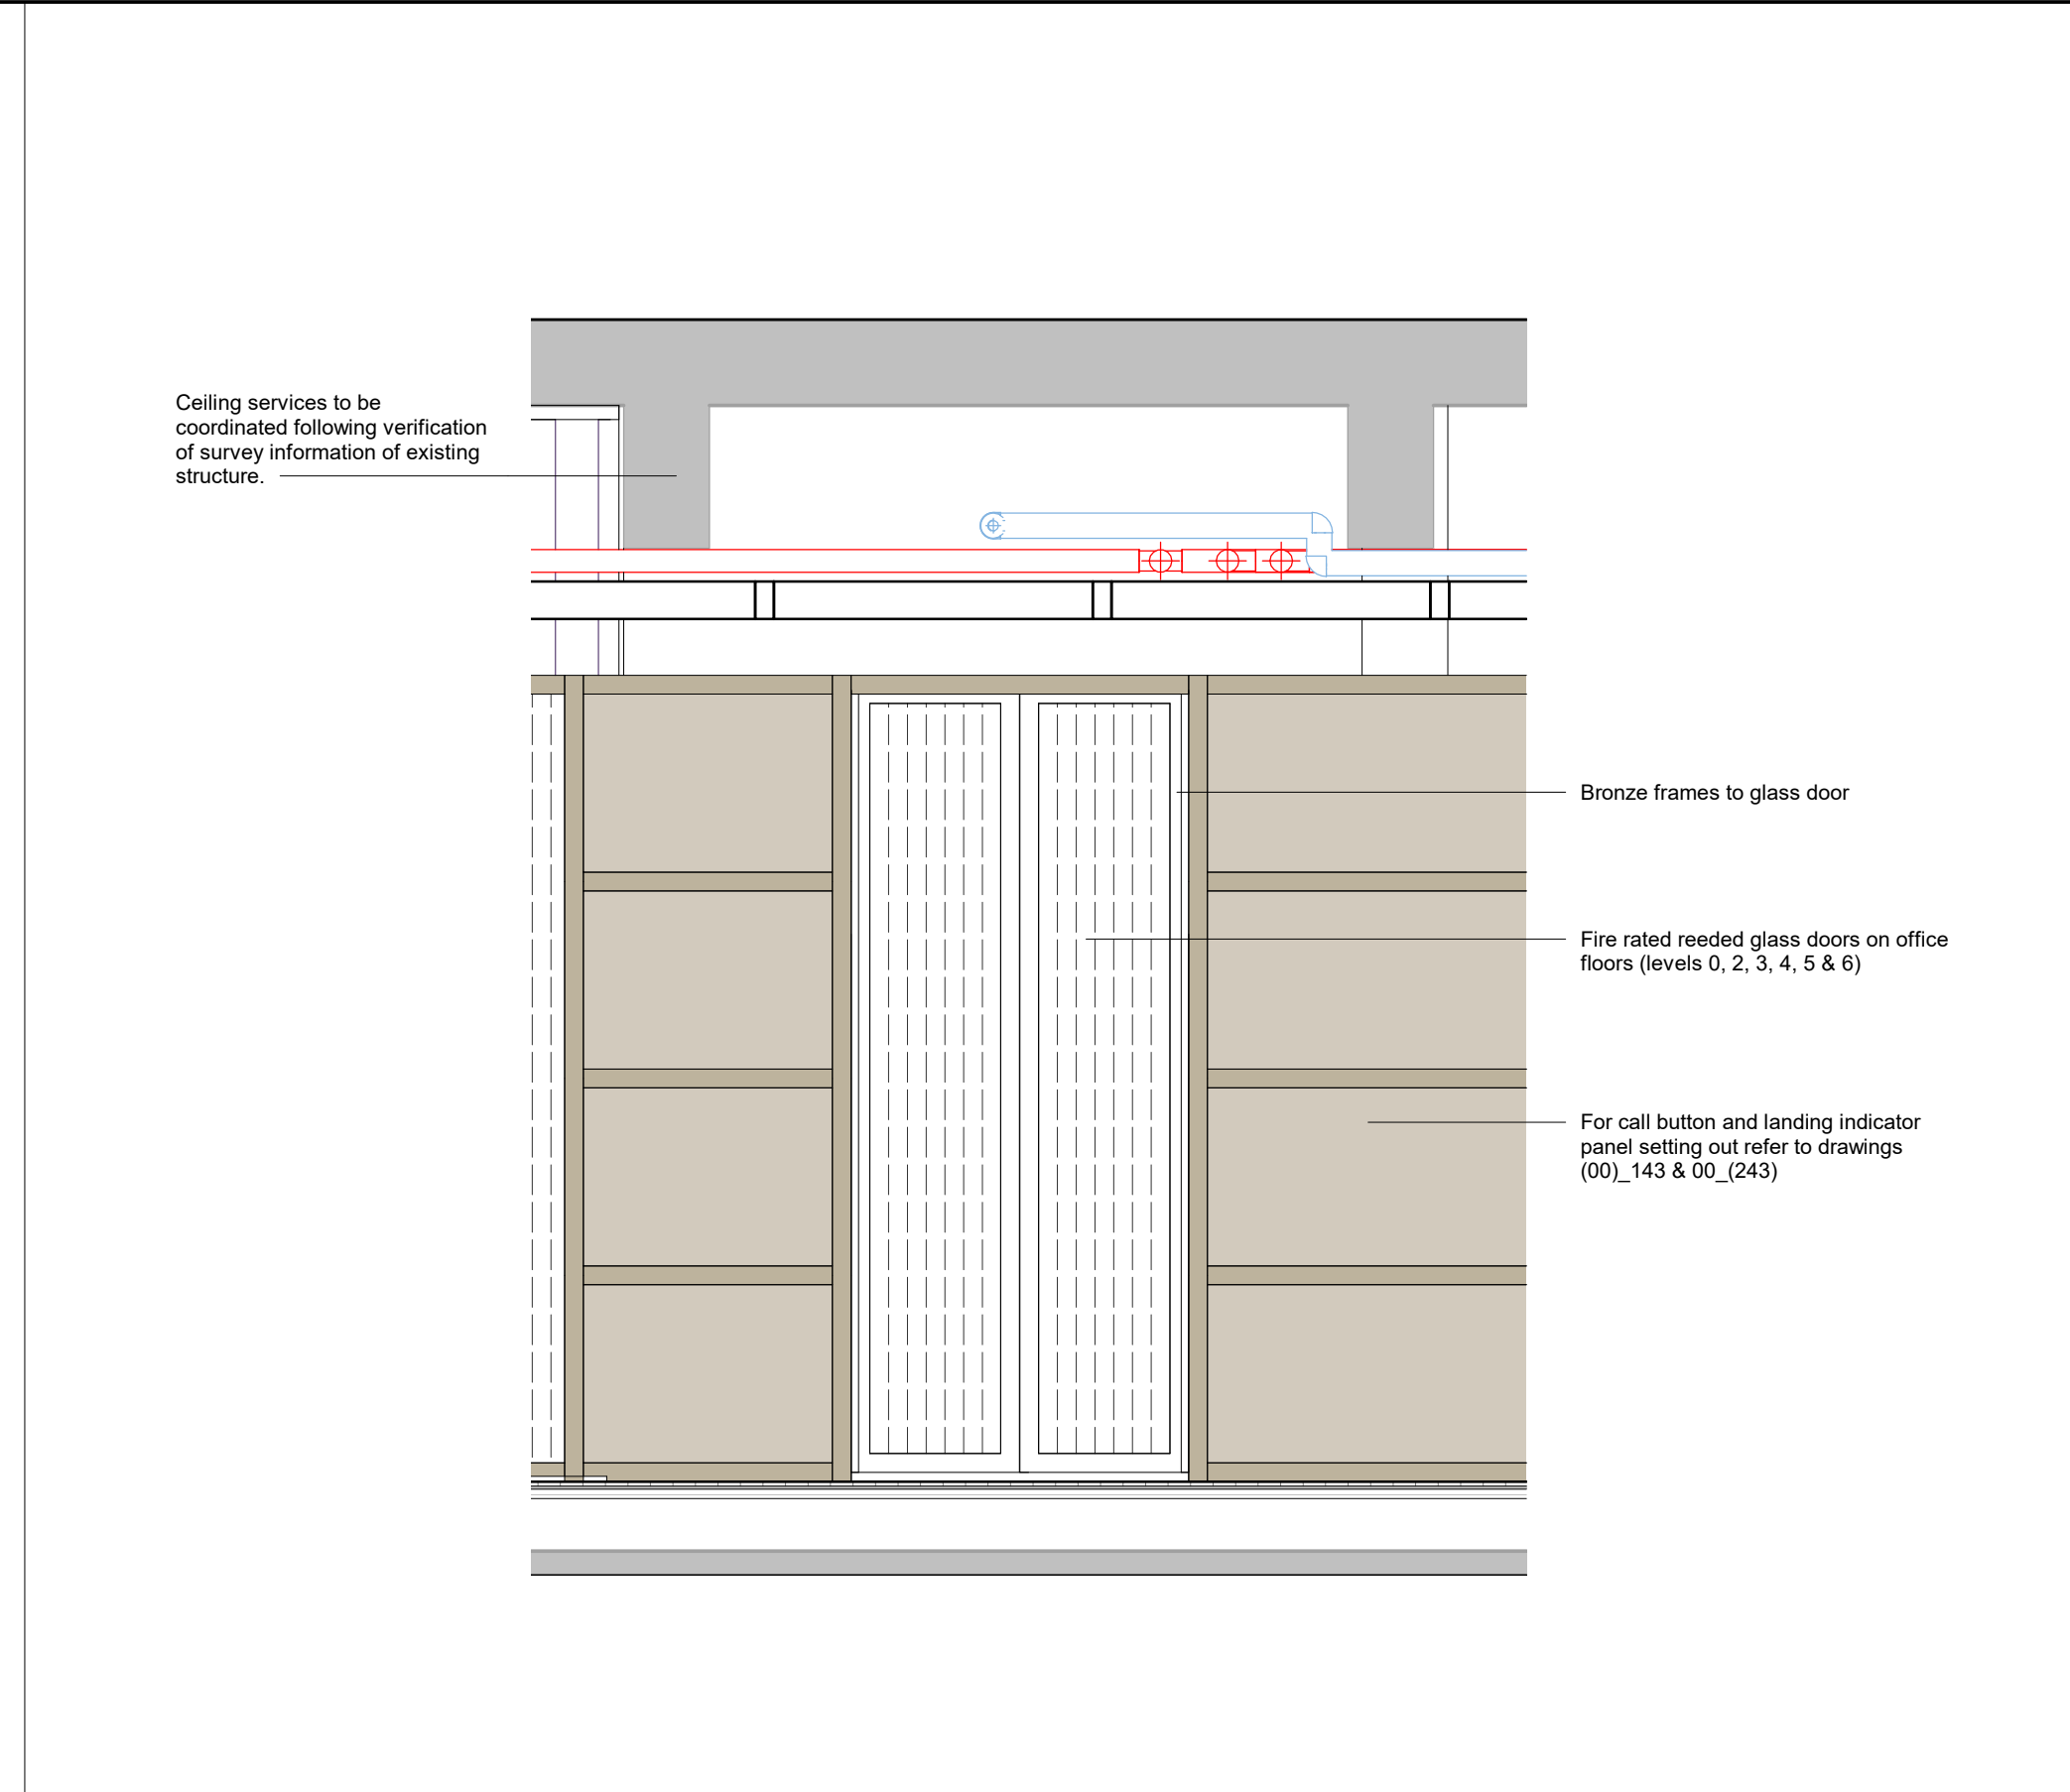 Ceiling services to be
coordinated following verification
of survey information of existing
structure.
Bronze frames to glass door
Fire rated reeded glass doors on office
floors (levels 0, 2, 3, 4, 5 & 6)
For call button and landing indicator
panel setting out refer to drawings
(00)_143 & 00_(243)